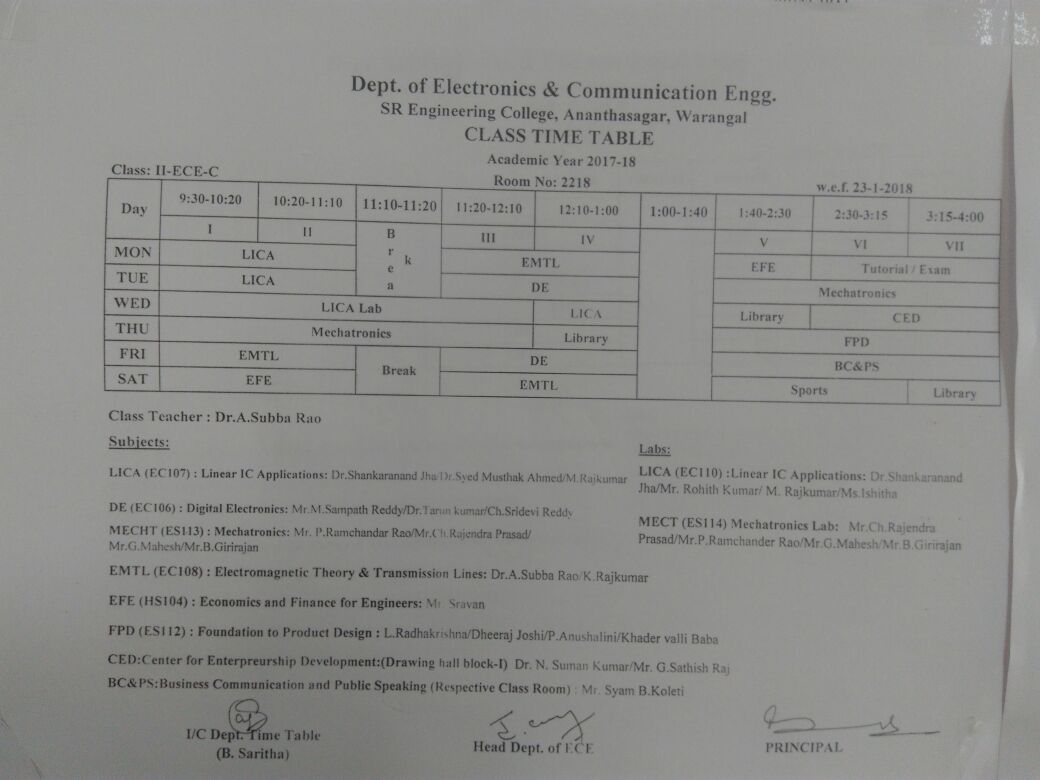 Dept. of Electronics & Communication Engg.
SR Engineering College, Ananthasagar, Warangal
CLASS TIME TABLE
Academic Year 2017-18
Class: II-ECE-C
Room No: 2218
w.e.f. 23-1-2018
Day 9:30-10:20 10:20-11:10 11:10-11:20 11:20-12:10 12:10-1:00 1:00-1:40 1:40-2:30 2:30-3:15 3:15-4:00
I II Break III IV V VI VII
MON LICA EMTL EFE Tutorial / Exam
TUE LICA DE Mechatronics
WED LICA Lab LICA Library CED
THU Mechatronics Library FPD
FRI EMTL Break DE BC&PS
SAT EFE EMTL Sports Library
Class Teacher : Dr.A.Subba Rao
Subjects:
LICA (EC107) : Linear IC Applications: Dr.Shankaranand Jha/Dr.Syed Musthak Ahmed/M.Rajkumar
DE (EC106) : Digital Electronics: Mr.M.Sampath Reddy/Dr.Tarun kumar/Ch.Sridevi Reddy
MECHT (ES113) : Mechatronics: Mr. P.Ramchandar Rao/Mr.Ch.Rajendra Prasad/
Mr.G.Mahesh/Mr.B.Girirajan
EMTL (EC108) : Electromagnetic Theory & Transmission Lines: Dr.A.Subba Rao/K.Rajkumar
EFE (HS104) : Economics and Finance for Engineers: Mr. Sravan
FPD (ES112) : Foundation to Product Design : L.Radhakrishna/Dheeraj Joshi/P.Anushalini/Khader valli Baba
CED:Center for Enterpreurship Development:(Drawing hall block-I) Dr. N. Suman Kumar/Mr. G.Sathish Raj
BC&PS:Business Communication and Public Speaking (Respective Class Room) : Mr. Syam B.Koleti
Labs:
LICA (EC110) :Linear IC Applications: Dr.Shankaranand
Jha/Mr. Rohith Kumar/ M. Rajkumar/Ms.Ishitha
MECT (ES114) Mechatronics Lab: Mr.Ch.Rajendra
Prasad/Mr.P.Ramchander Rao/Mr.G.Mahesh/Mr.B.Girirajan
I/C Dept. Time Table
(B. Saritha)
Head Dept. of ECE
PRINCIPAL